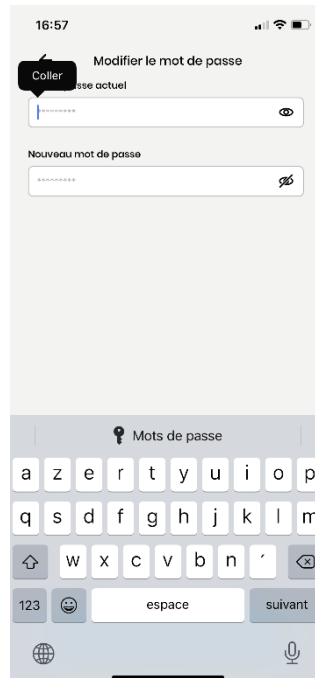 16:57
Modifier le mot de passe
Coller
sse actuel
*********
Nouveau mot de passe
*********
Mots de passe
a z e r t y u i o p
q s d f g h j k l m
w x c v b n ´
123 espace suivant